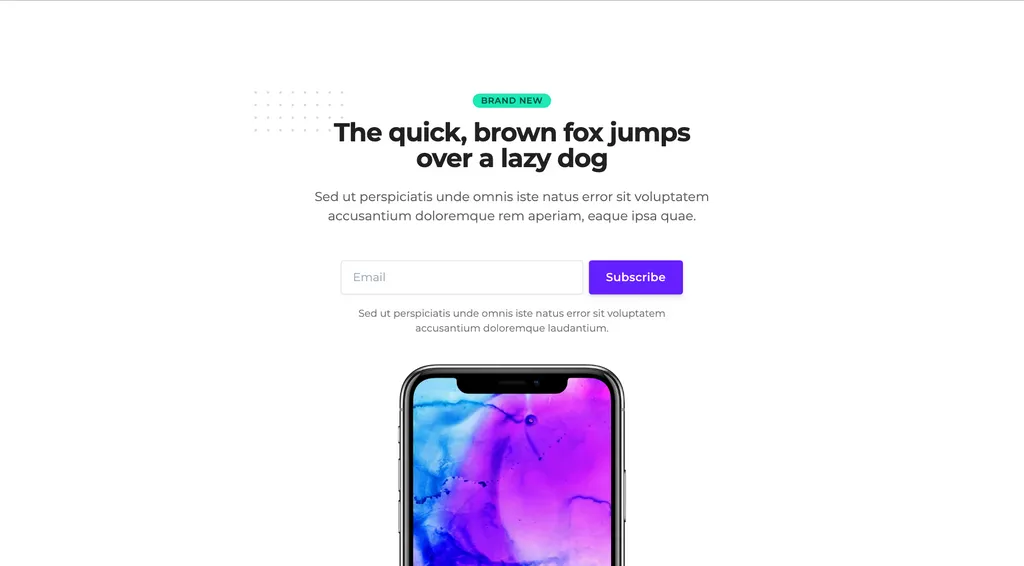 BRAND NEW
The quick, brown fox jumps
over a lazy dog
Sed ut perspiciatis unde omnis iste natus error sit voluptatem
accusantium doloremque rem aperiam, eaque ipsa quae.
Email
Subscribe
Sed ut perspiciatis unde omnis iste natus error sit voluptatem
accusantium doloremque laudantium.